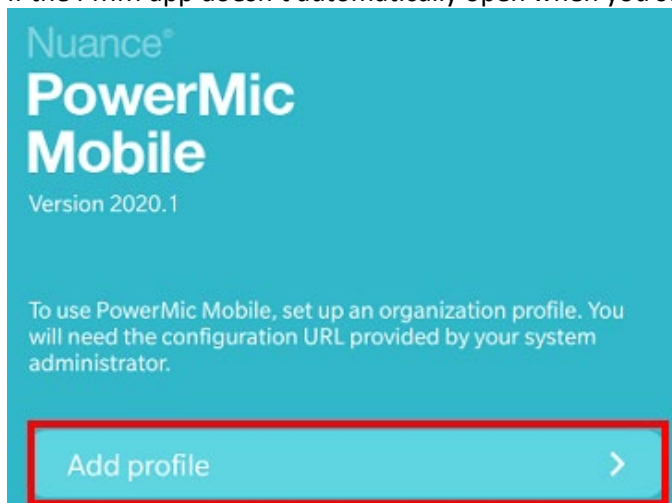 Nuance®
PowerMic
Mobile
Version 2020.1
To use PowerMic Mobile, set up an organization profile. You
will need the configuration URL provided by your system
administrator.
Add profile